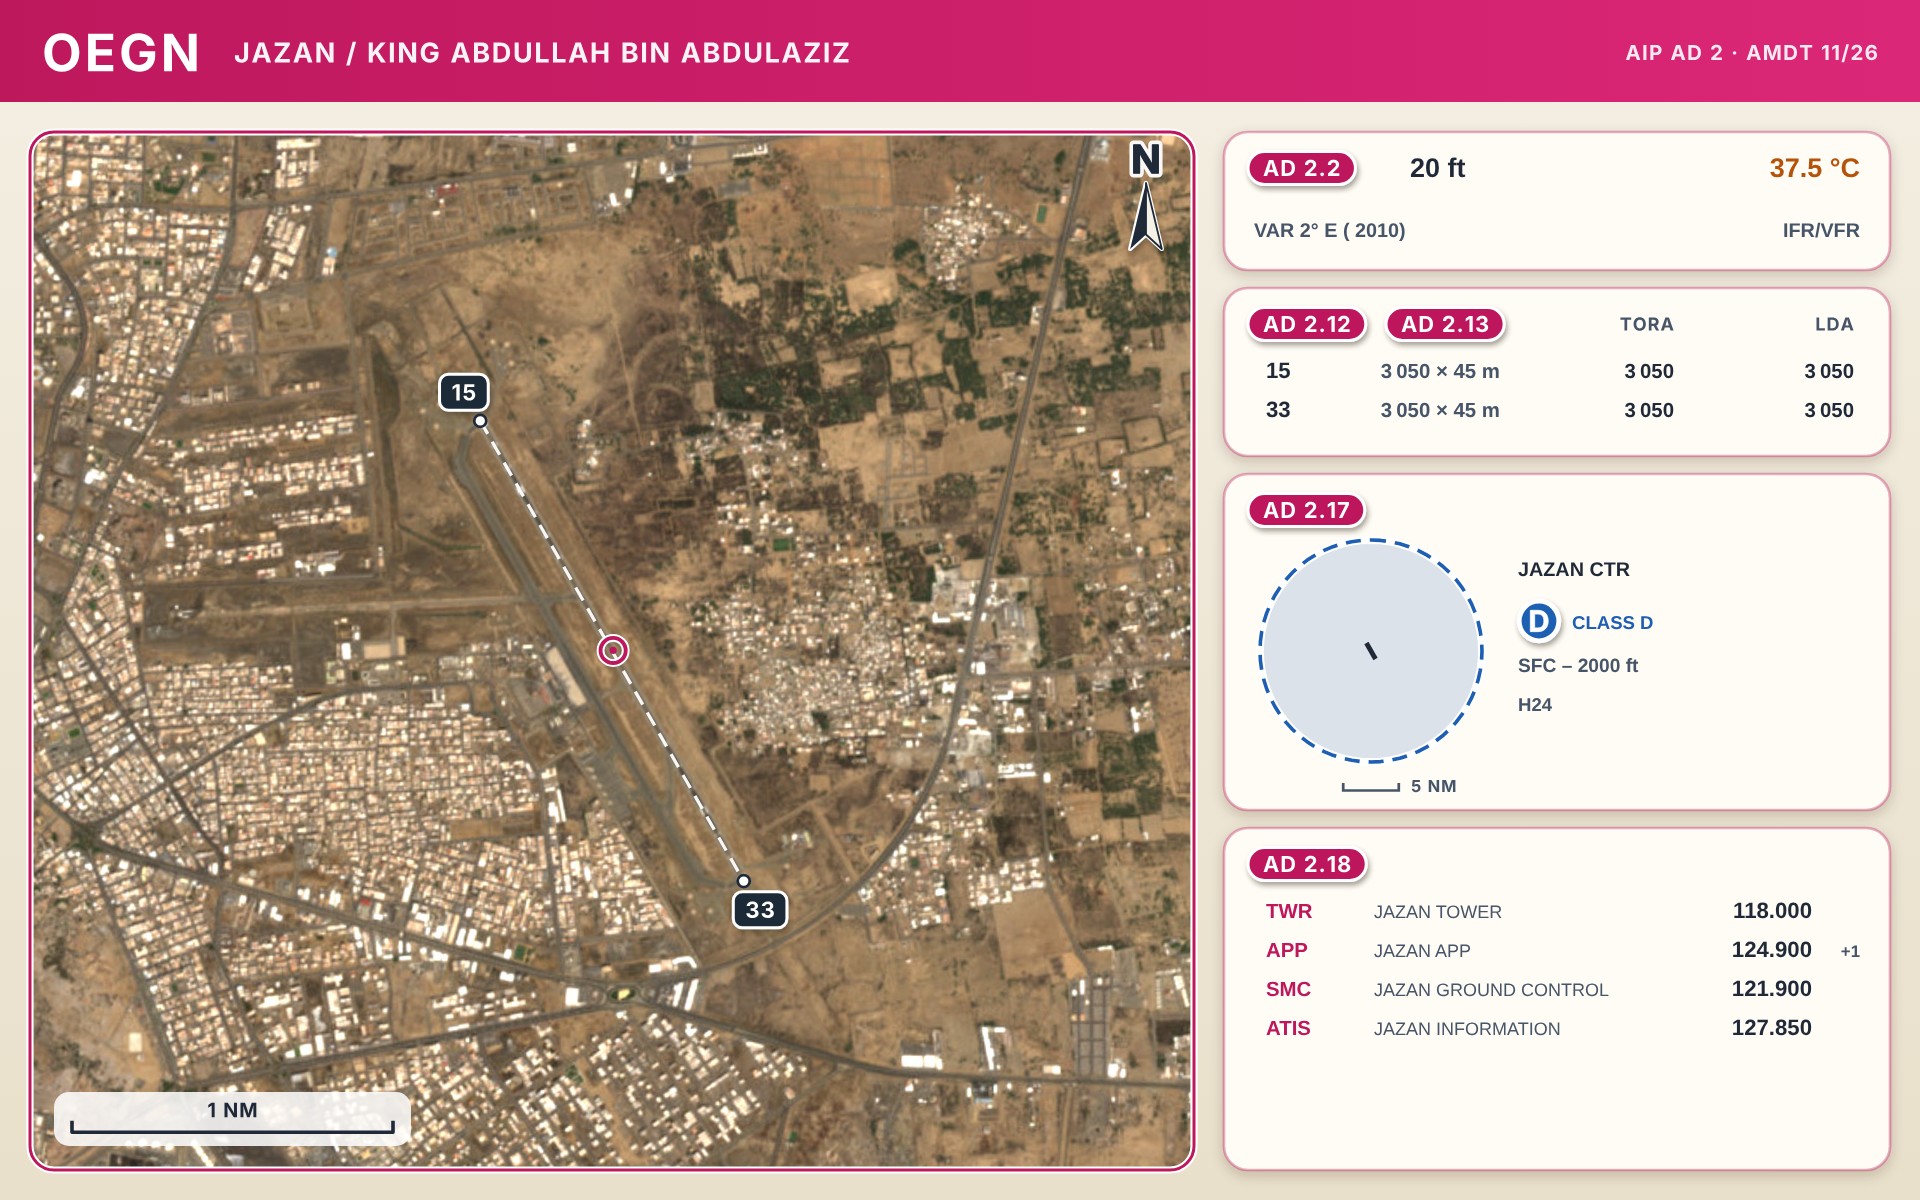 OEGN JAZAN / KING ABDULLAH BIN ABDULAZIZ AIP AD 2 · AMDT 11/26
N
15
33
1 NM
AD 2.2 20 ft 37.5 °C
VAR 2° E ( 2010) IFR/VFR
AD 2.12 AD 2.13 TORA LDA
15 3 050 × 45 m 3 050 3 050
33 3 050 × 45 m 3 050 3 050
AD 2.17
JAZAN CTR
D CLASS D
SFC – 2000 ft
H24
5 NM
AD 2.18
TWR JAZAN TOWER 118.000
APP JAZAN APP 124.900 +1
SMC JAZAN GROUND CONTROL 121.900
ATIS JAZAN INFORMATION 127.850